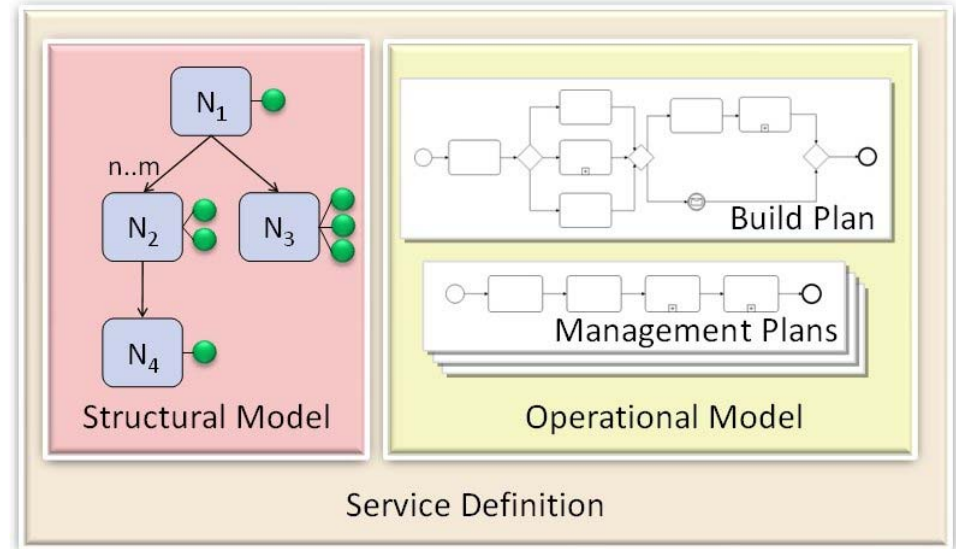 N₁
n..m
N₂
N₃
N₄
Structural Model
Build Plan
Management Plans
Operational Model
Service Definition